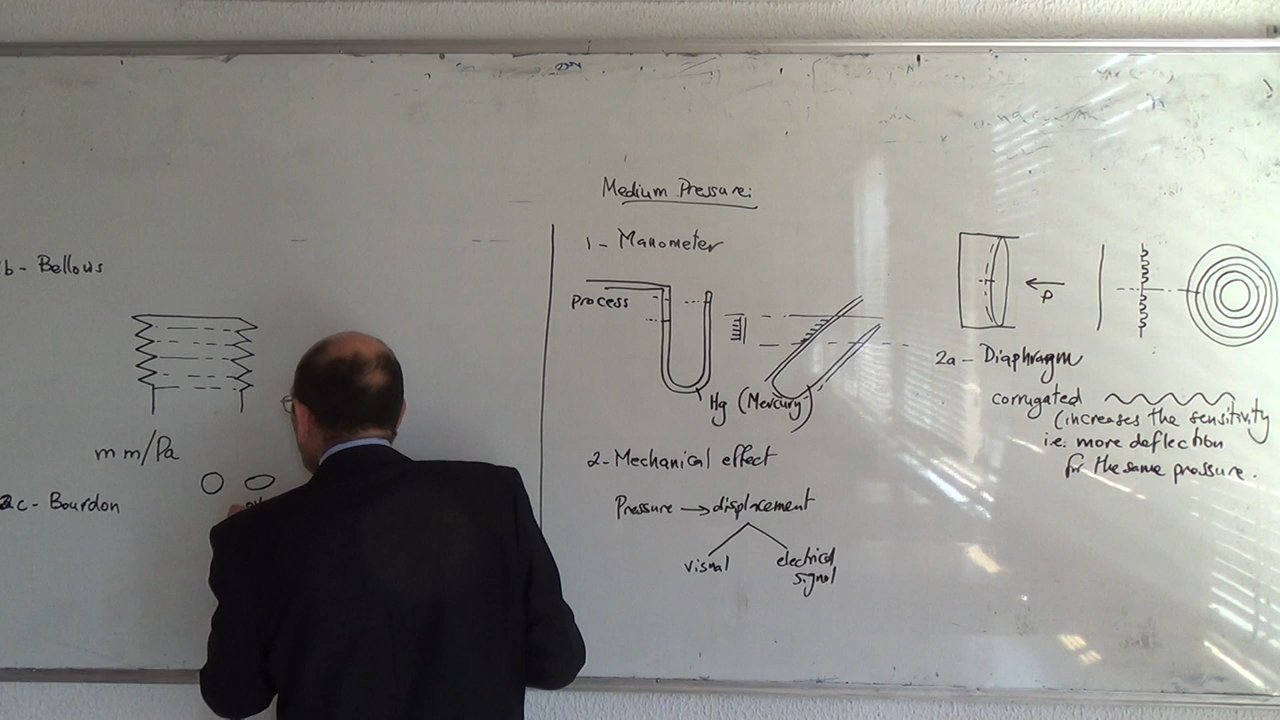 Medium Pressure:
1- Manometer
process
Hg (Mercury)
2-Mechanical effect
Pressure → displacement
visual
electrical
signal
P
2a - Diaphragm
corrugated
(increases the sensitivity
i.e. more deflection
for the same pressure.
b- Bellows
mm/Pa
2c- Bourdon